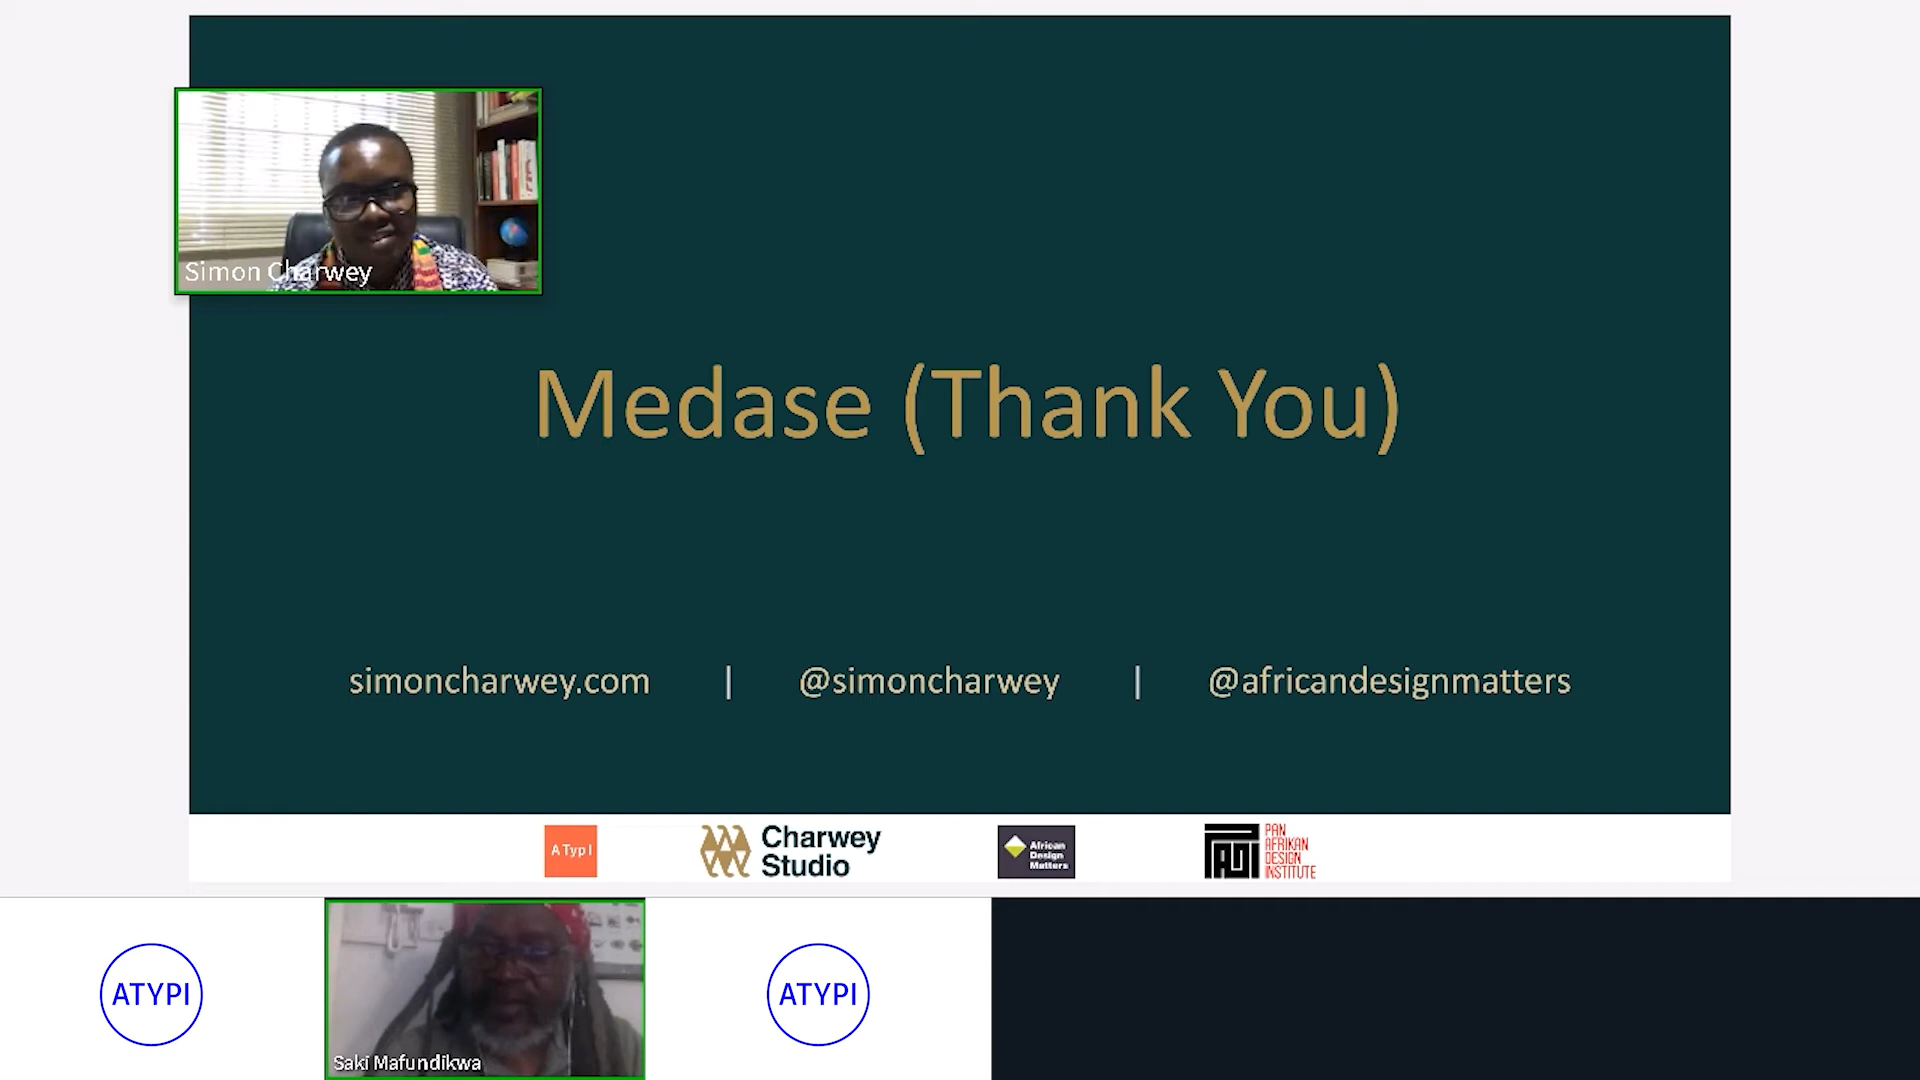 Simon Charwey
Medase (Thank You)
simoncharwey.com | @simoncharwey | @africandesignmatters
ATypI
Charwey
Studio
African
Design
Matters
PADI
PAN
AFRIKAN
DESIGN
INSTITUTE
ATYPI
Saki Mafundikwa
ATYPI